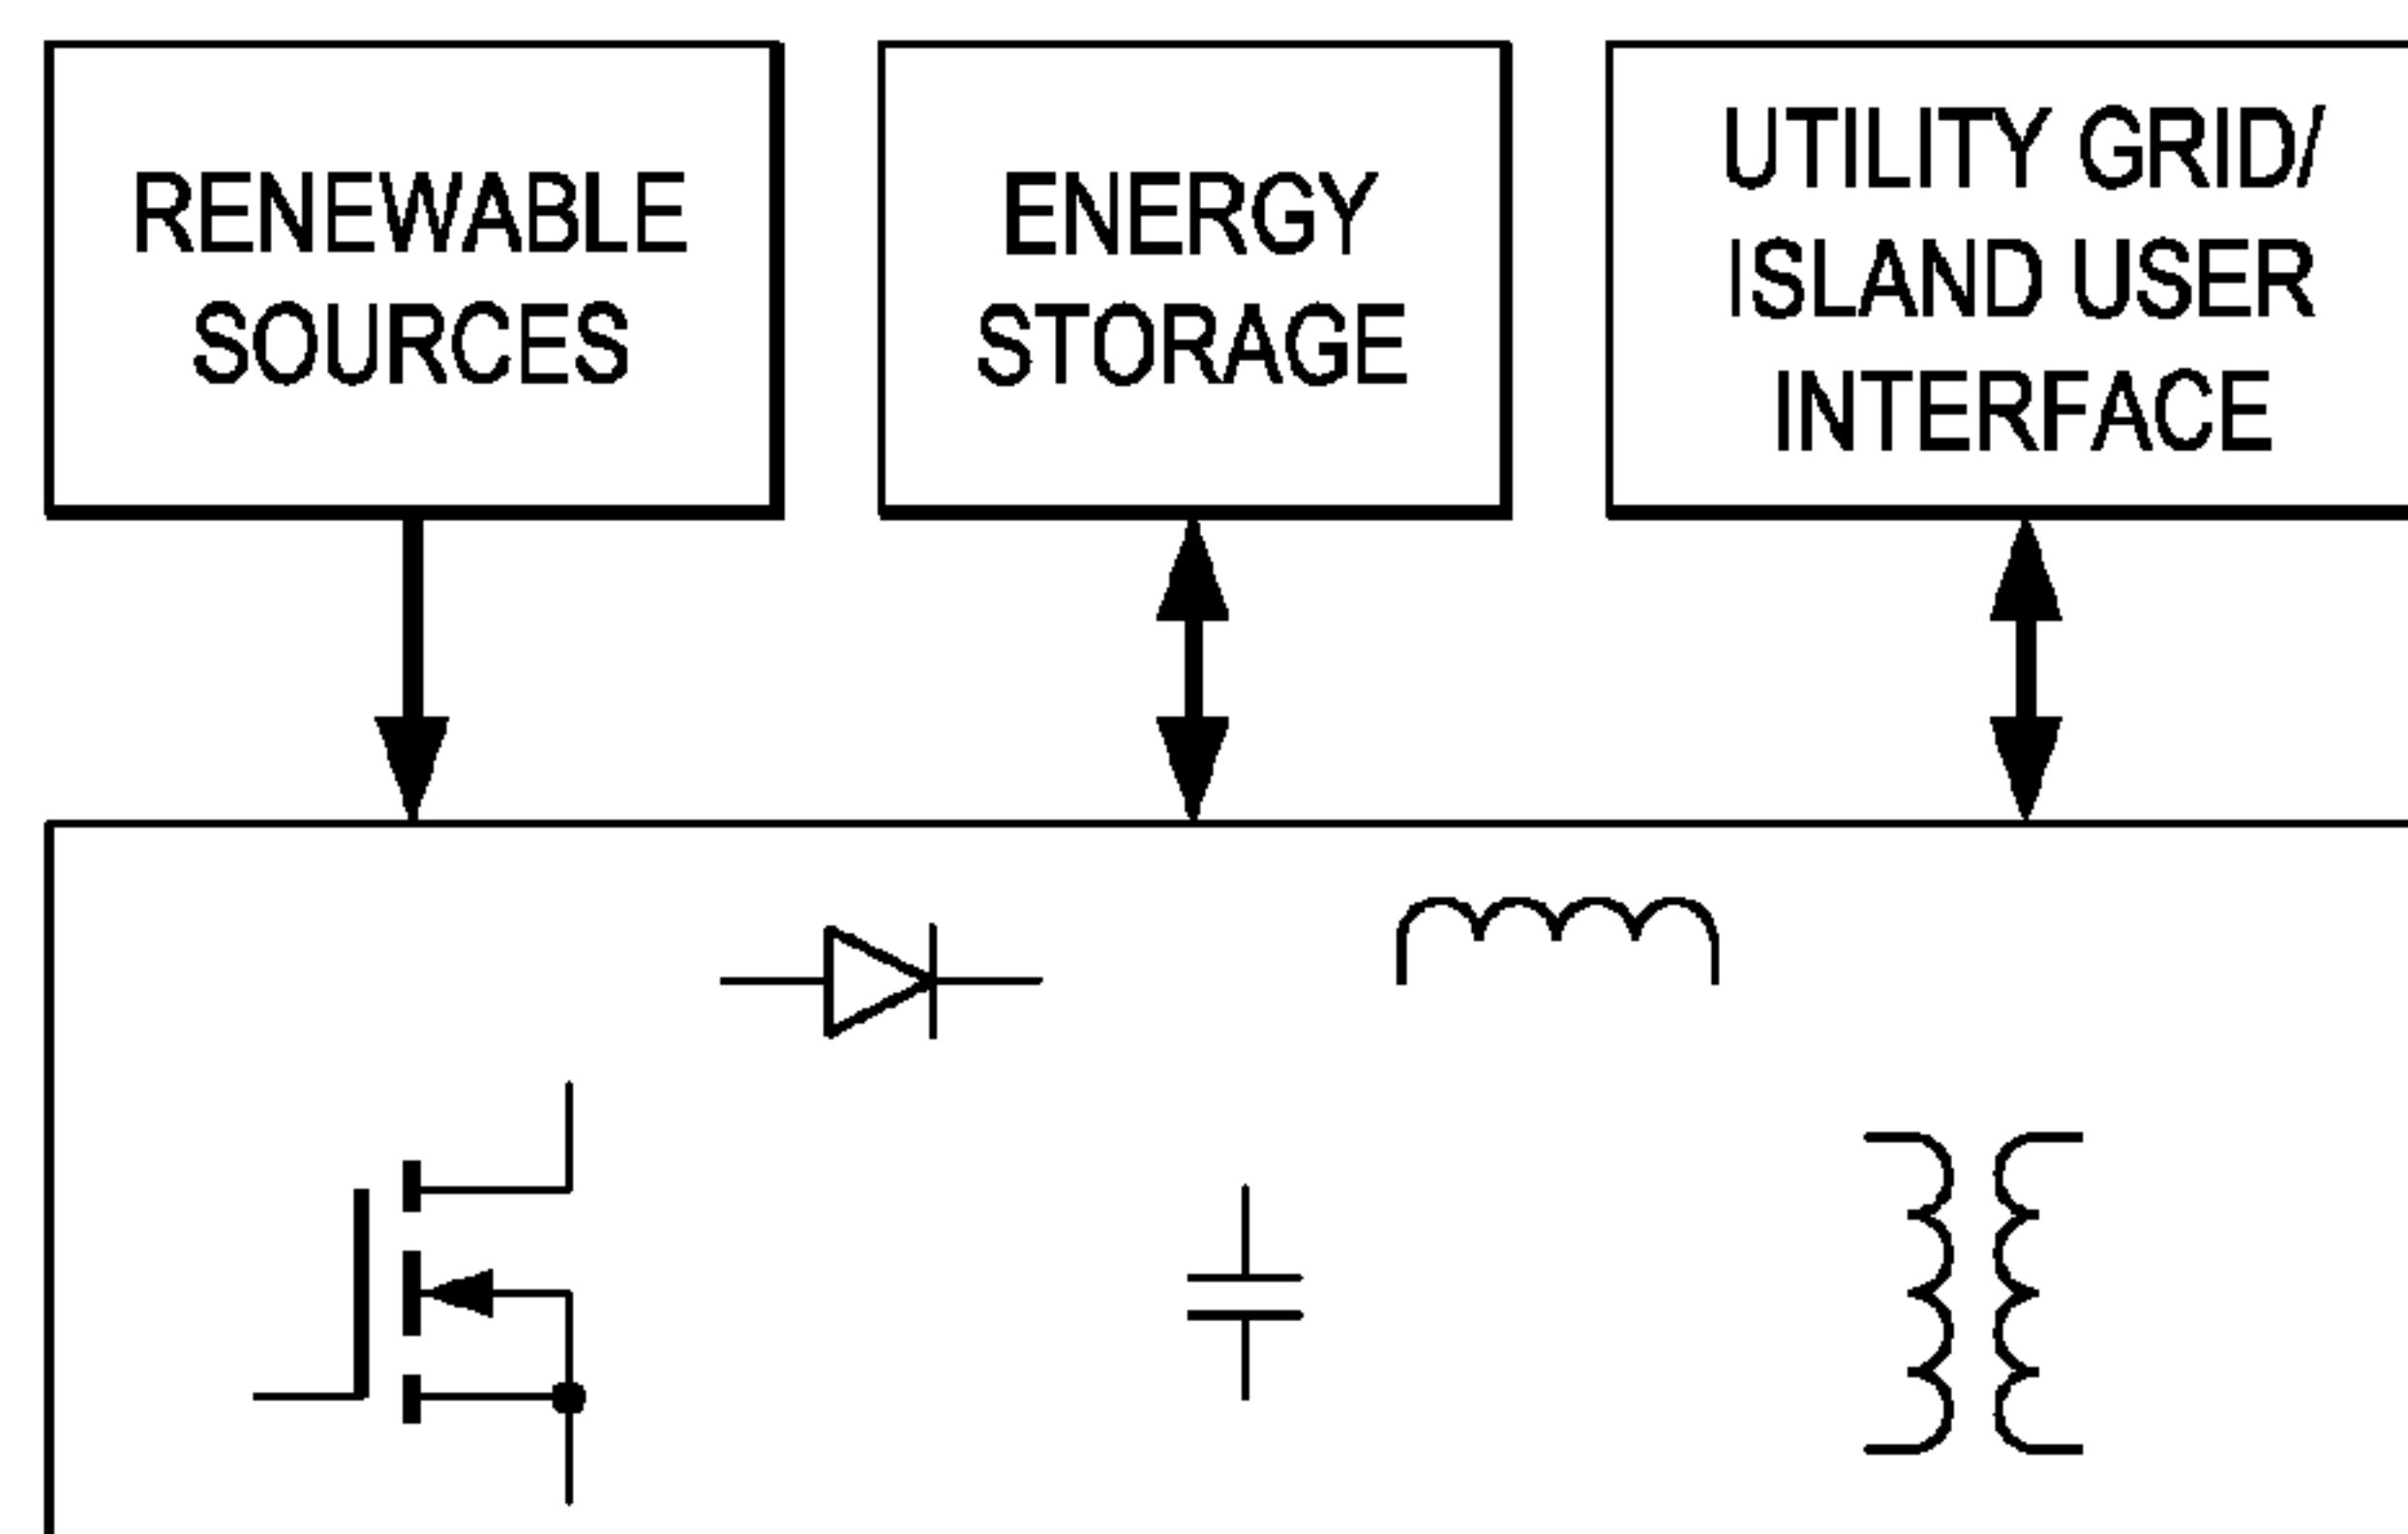 RENEWABLE
SOURCES
ENERGY
STORAGE
UTILITY GRID/
ISLAND USER
INTERFACE